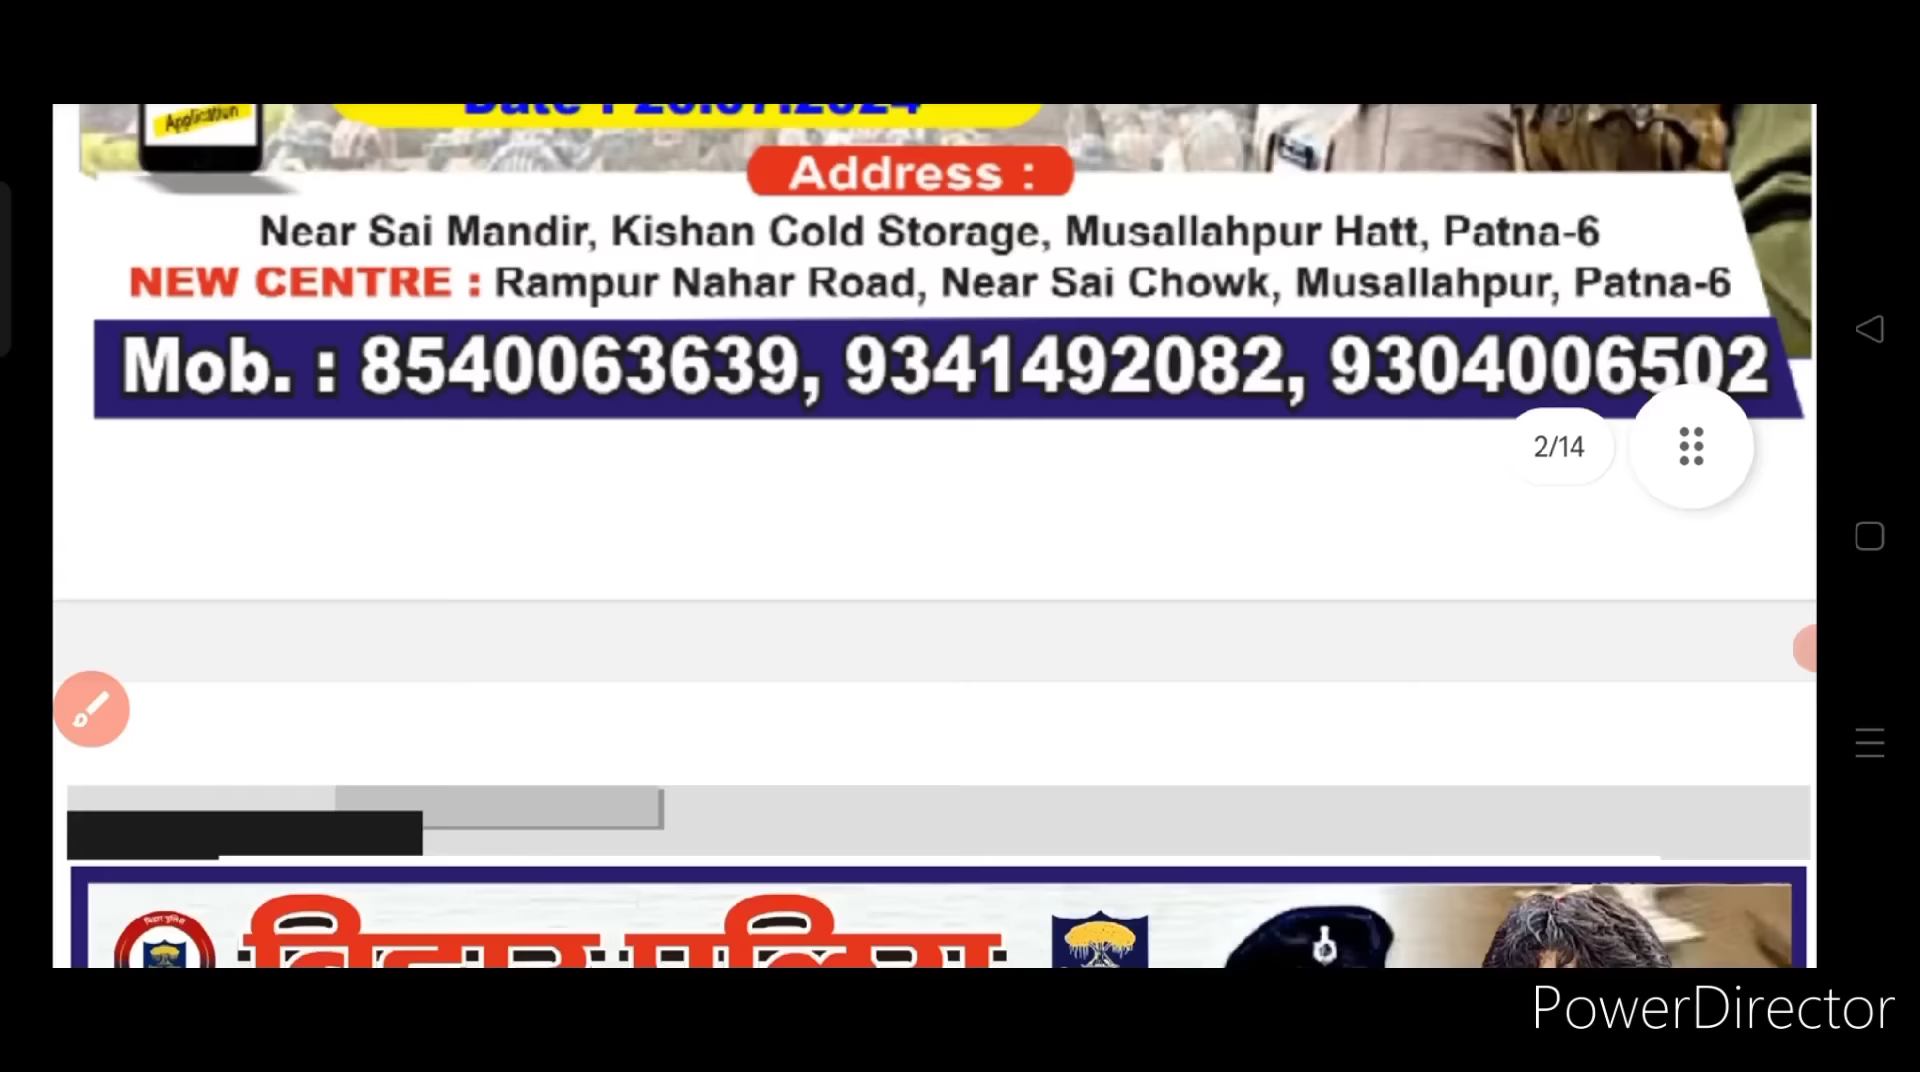 Application
Address :
Near Sai Mandir, Kishan Cold Storage, Musallahpur Hatt, Patna-6
NEW CENTRE : Rampur Nahar Road, Near Sai Chowk, Musallahpur, Patna-6
Mob. : 8540063639, 9341492082, 9304006502
2/14
PowerDirector